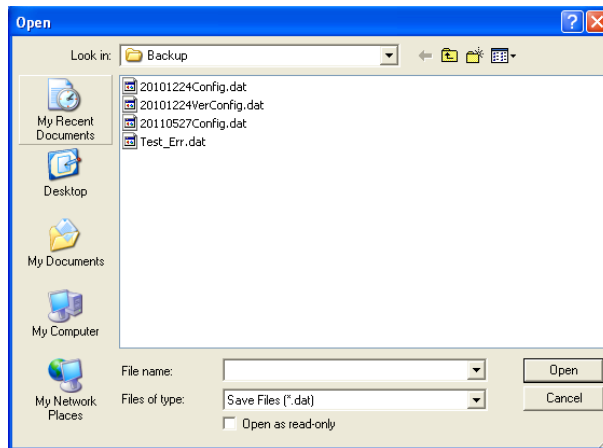 Open
Look in: Backup
20101224Config.dat
20101224VerConfig.dat
20110527Config.dat
Test_Err.dat
My Recent
Documents
Desktop
My Documents
My Computer
My Network
Places
File name:
Open
Files of type: Save Files (*.dat)
Cancel
Open as read-only